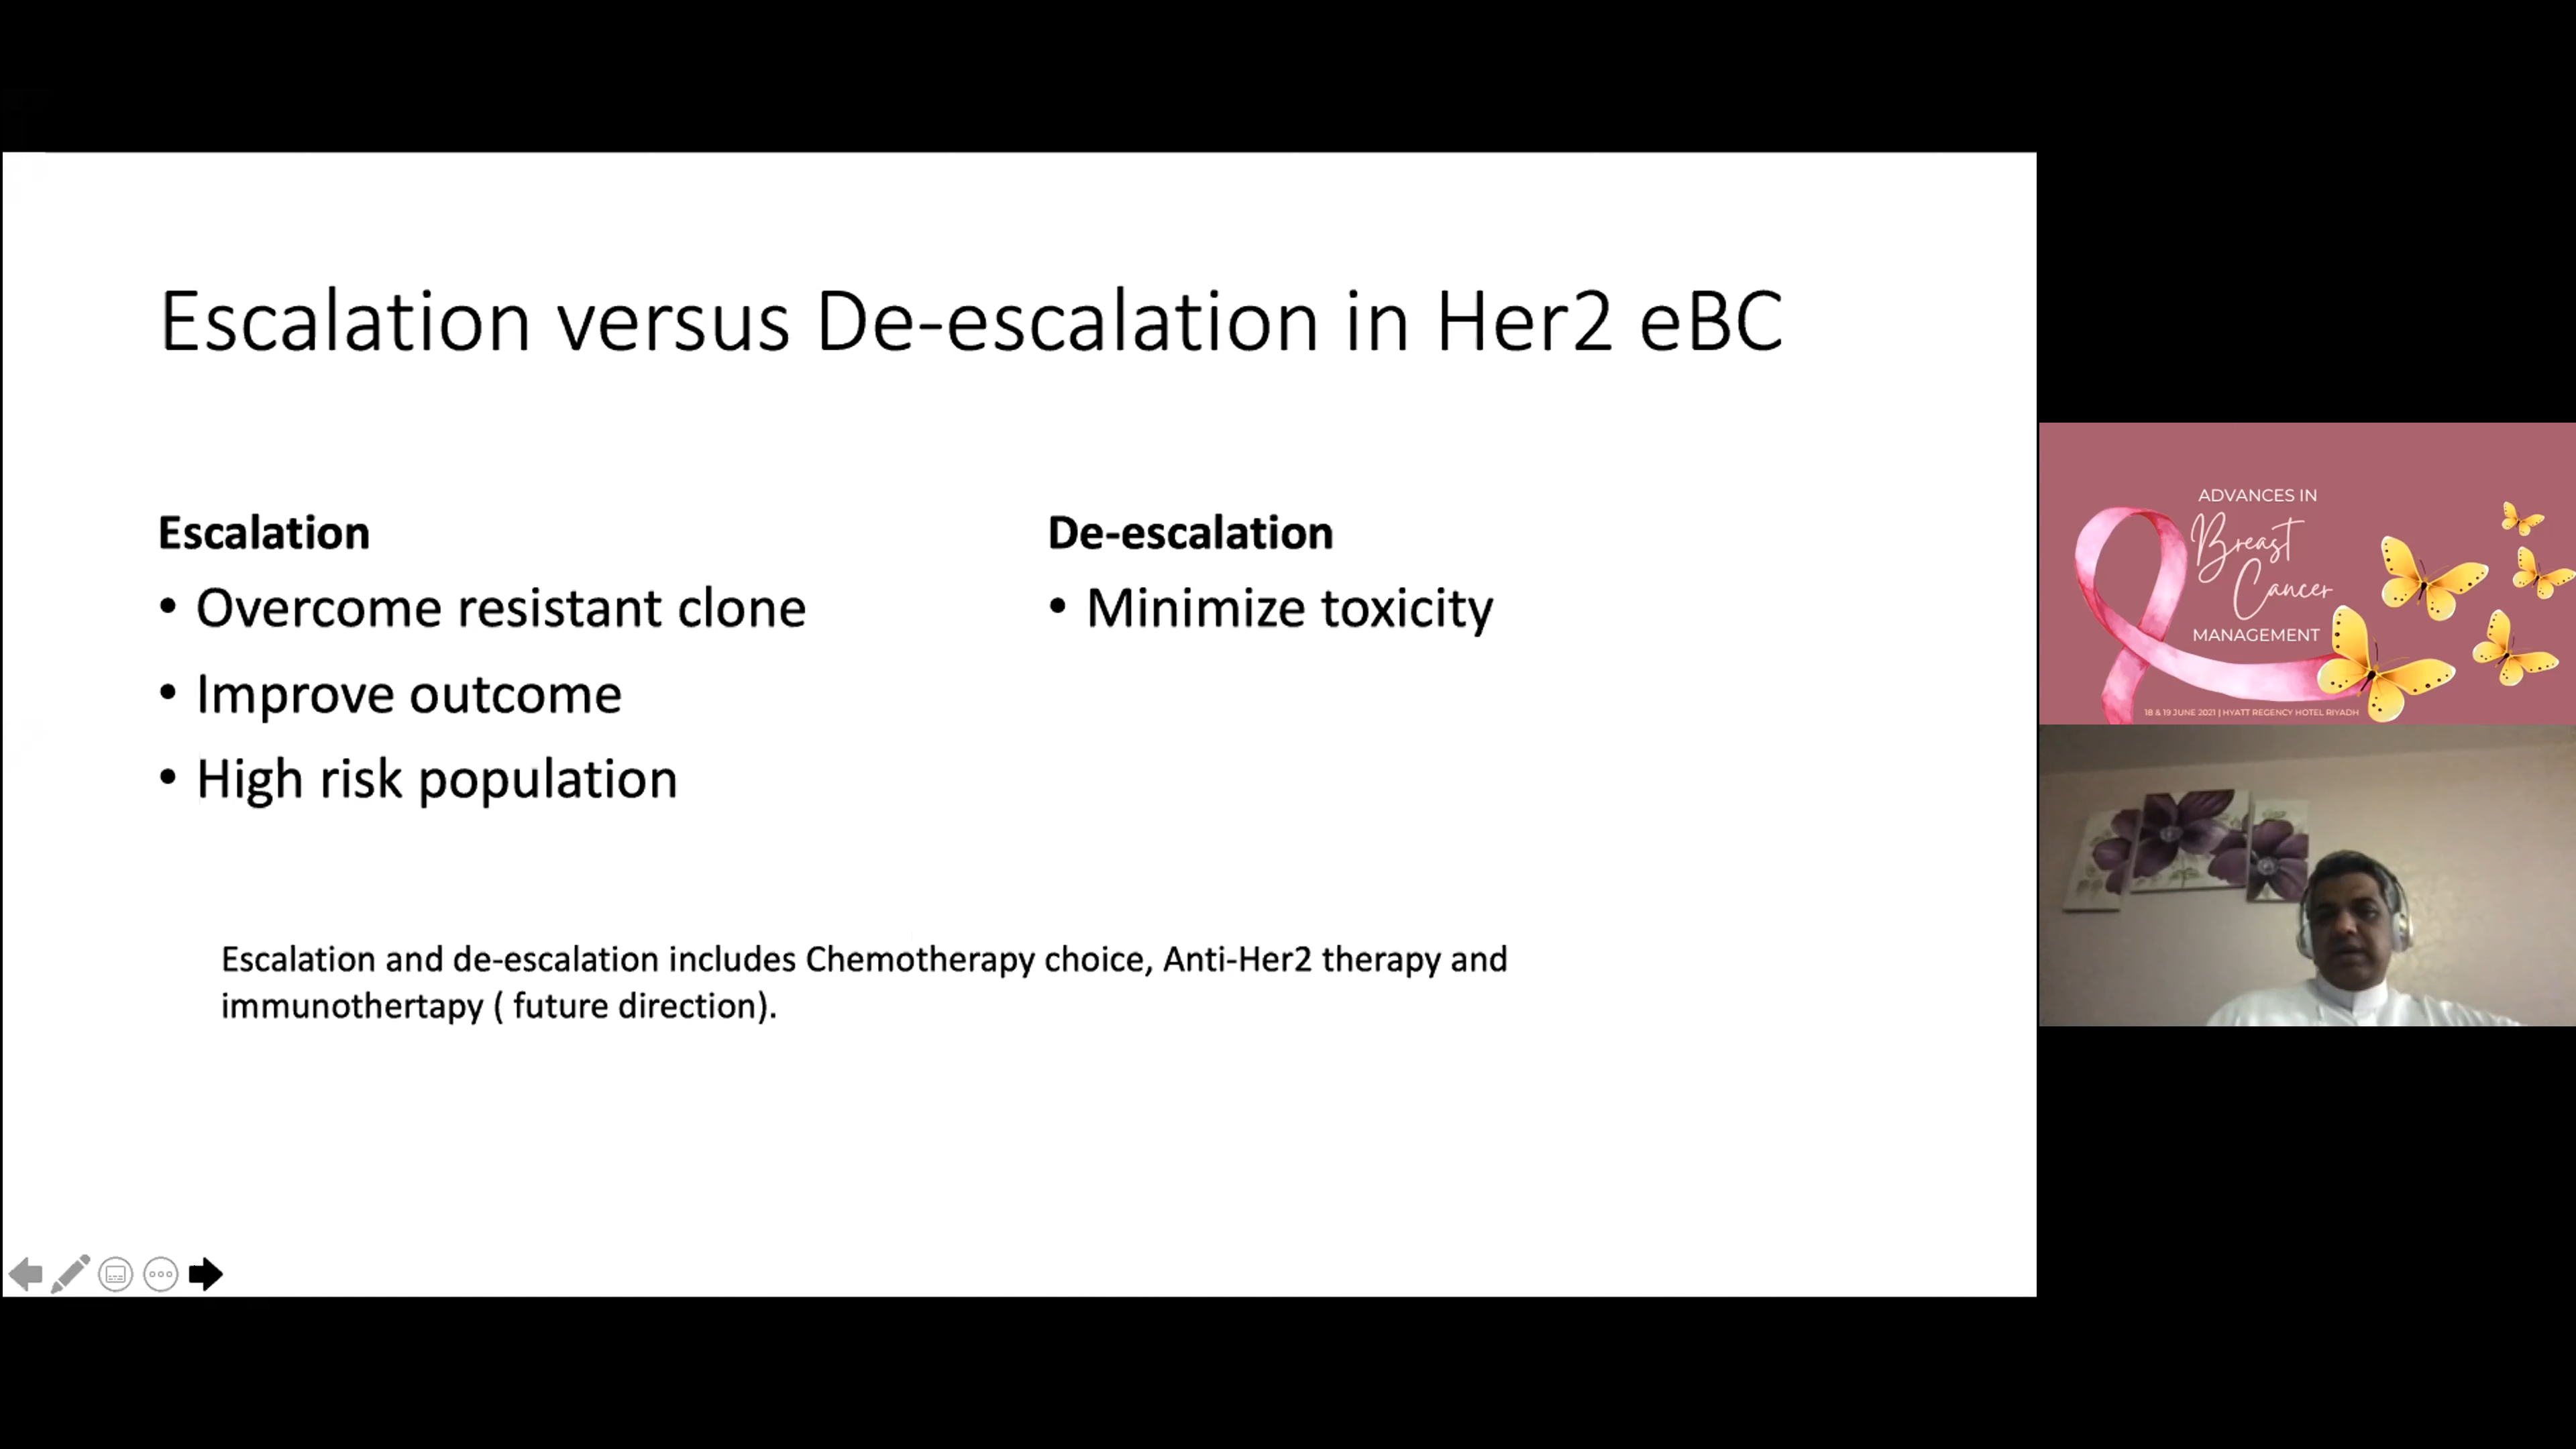 Escalation versus De-escalation in Her2 eBC
Escalation
• Overcome resistant clone
• Improve outcome
• High risk population
De-escalation
• Minimize toxicity
Escalation and de-escalation includes Chemotherapy choice, Anti-Her2 therapy and
immunothertapy ( future direction).
ADVANCES IN
Breast
Cancer
MANAGEMENT
18 & 19 JUNE 2021 | HYATT REGENCY HOTEL RIYADH